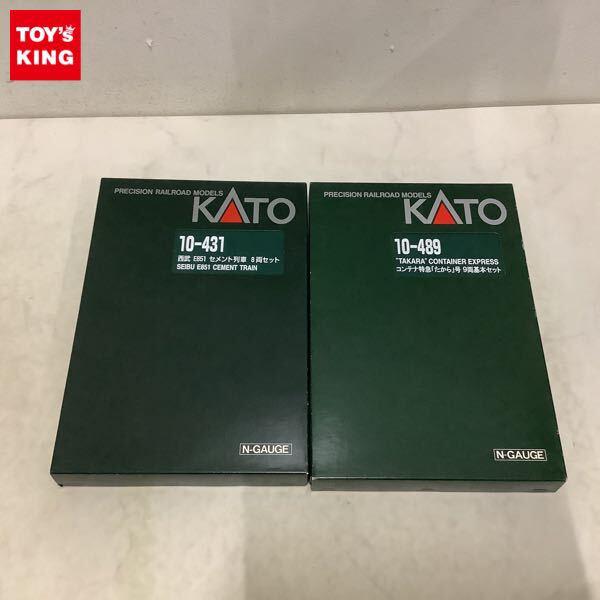 TOY'S
KING
PRECISION RAILROAD MODELS
KATO
10-431
西武 E851 セメント列車 8両セット
SEIBU E851 CEMENT TRAIN
N-GAUGE
PRECISION RAILROAD MODELS
KATO
10-489
"TAKARA" CONTAINER EXPRESS
コンテナ特急「たから」号 9両基本セット
N-GAUGE